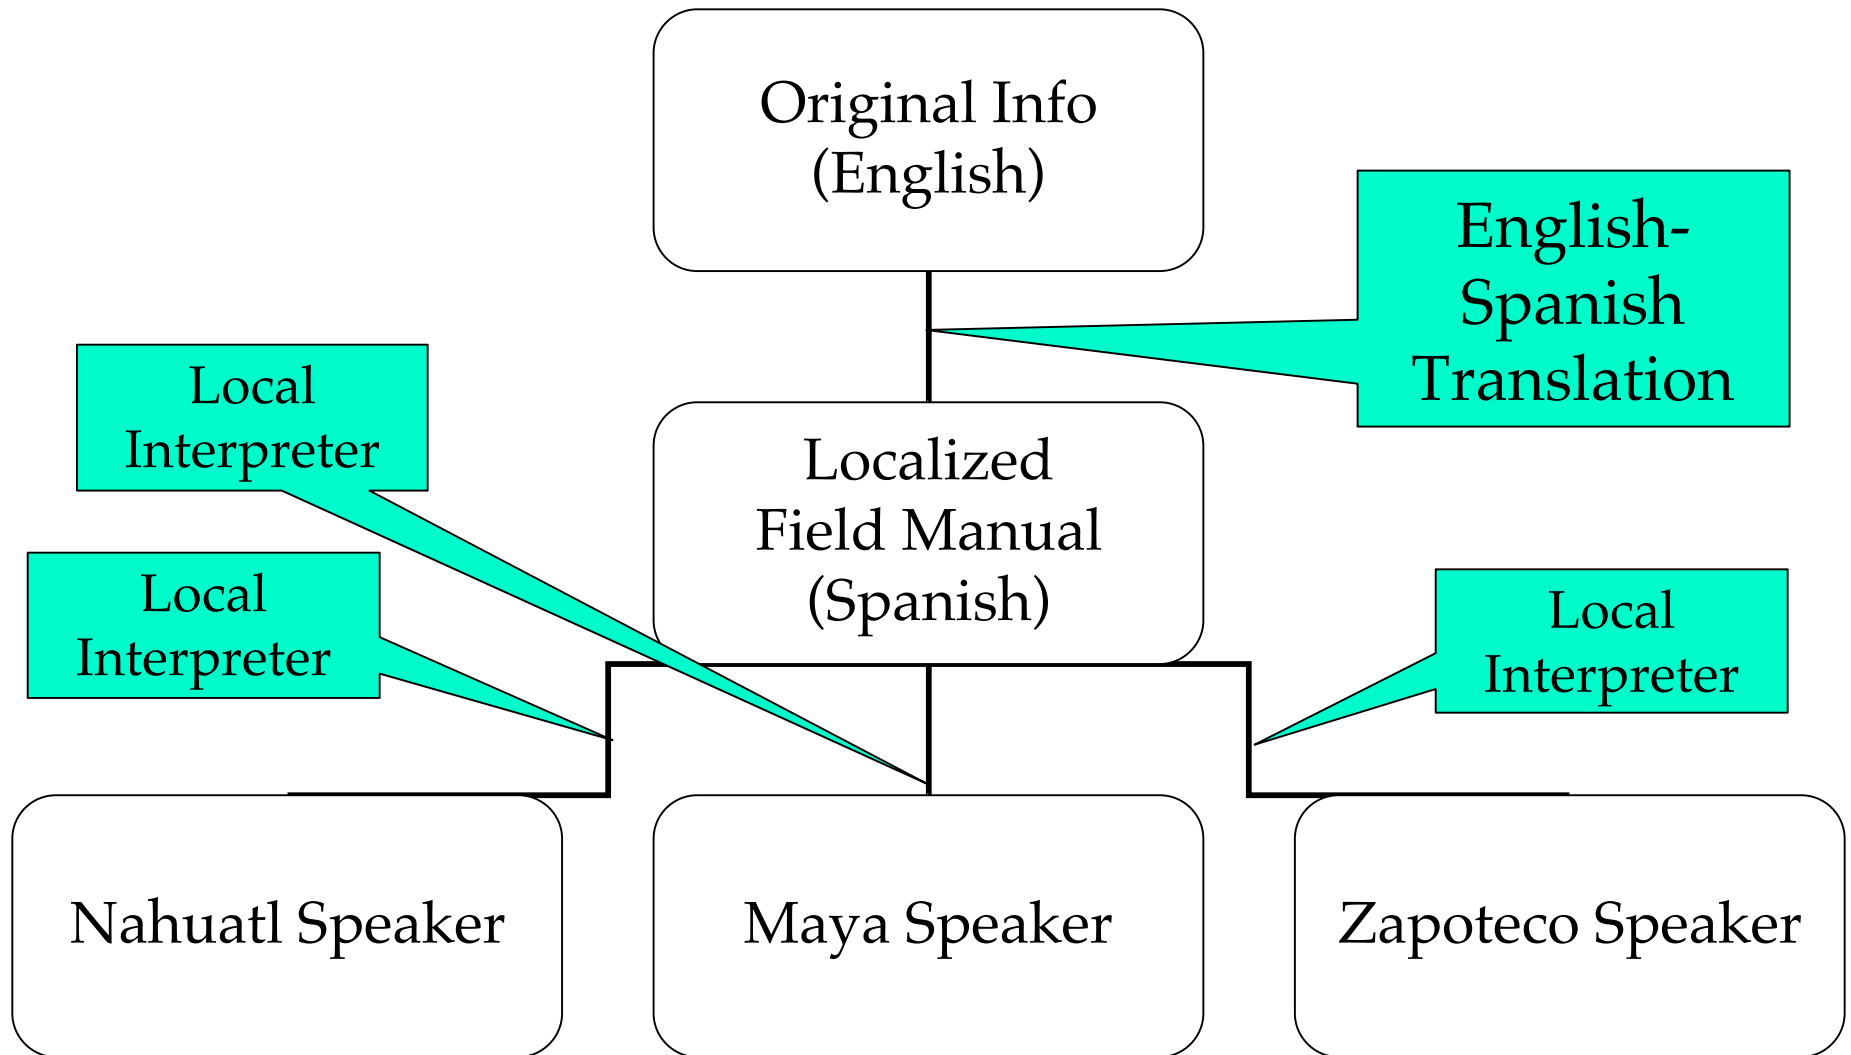 Original Info
(English)
English-
Spanish
Translation
Local
Interpreter
Localized
Field Manual
(Spanish)
Local
Interpreter
Local
Interpreter
Nahuatl Speaker
Maya Speaker
Zapoteco Speaker